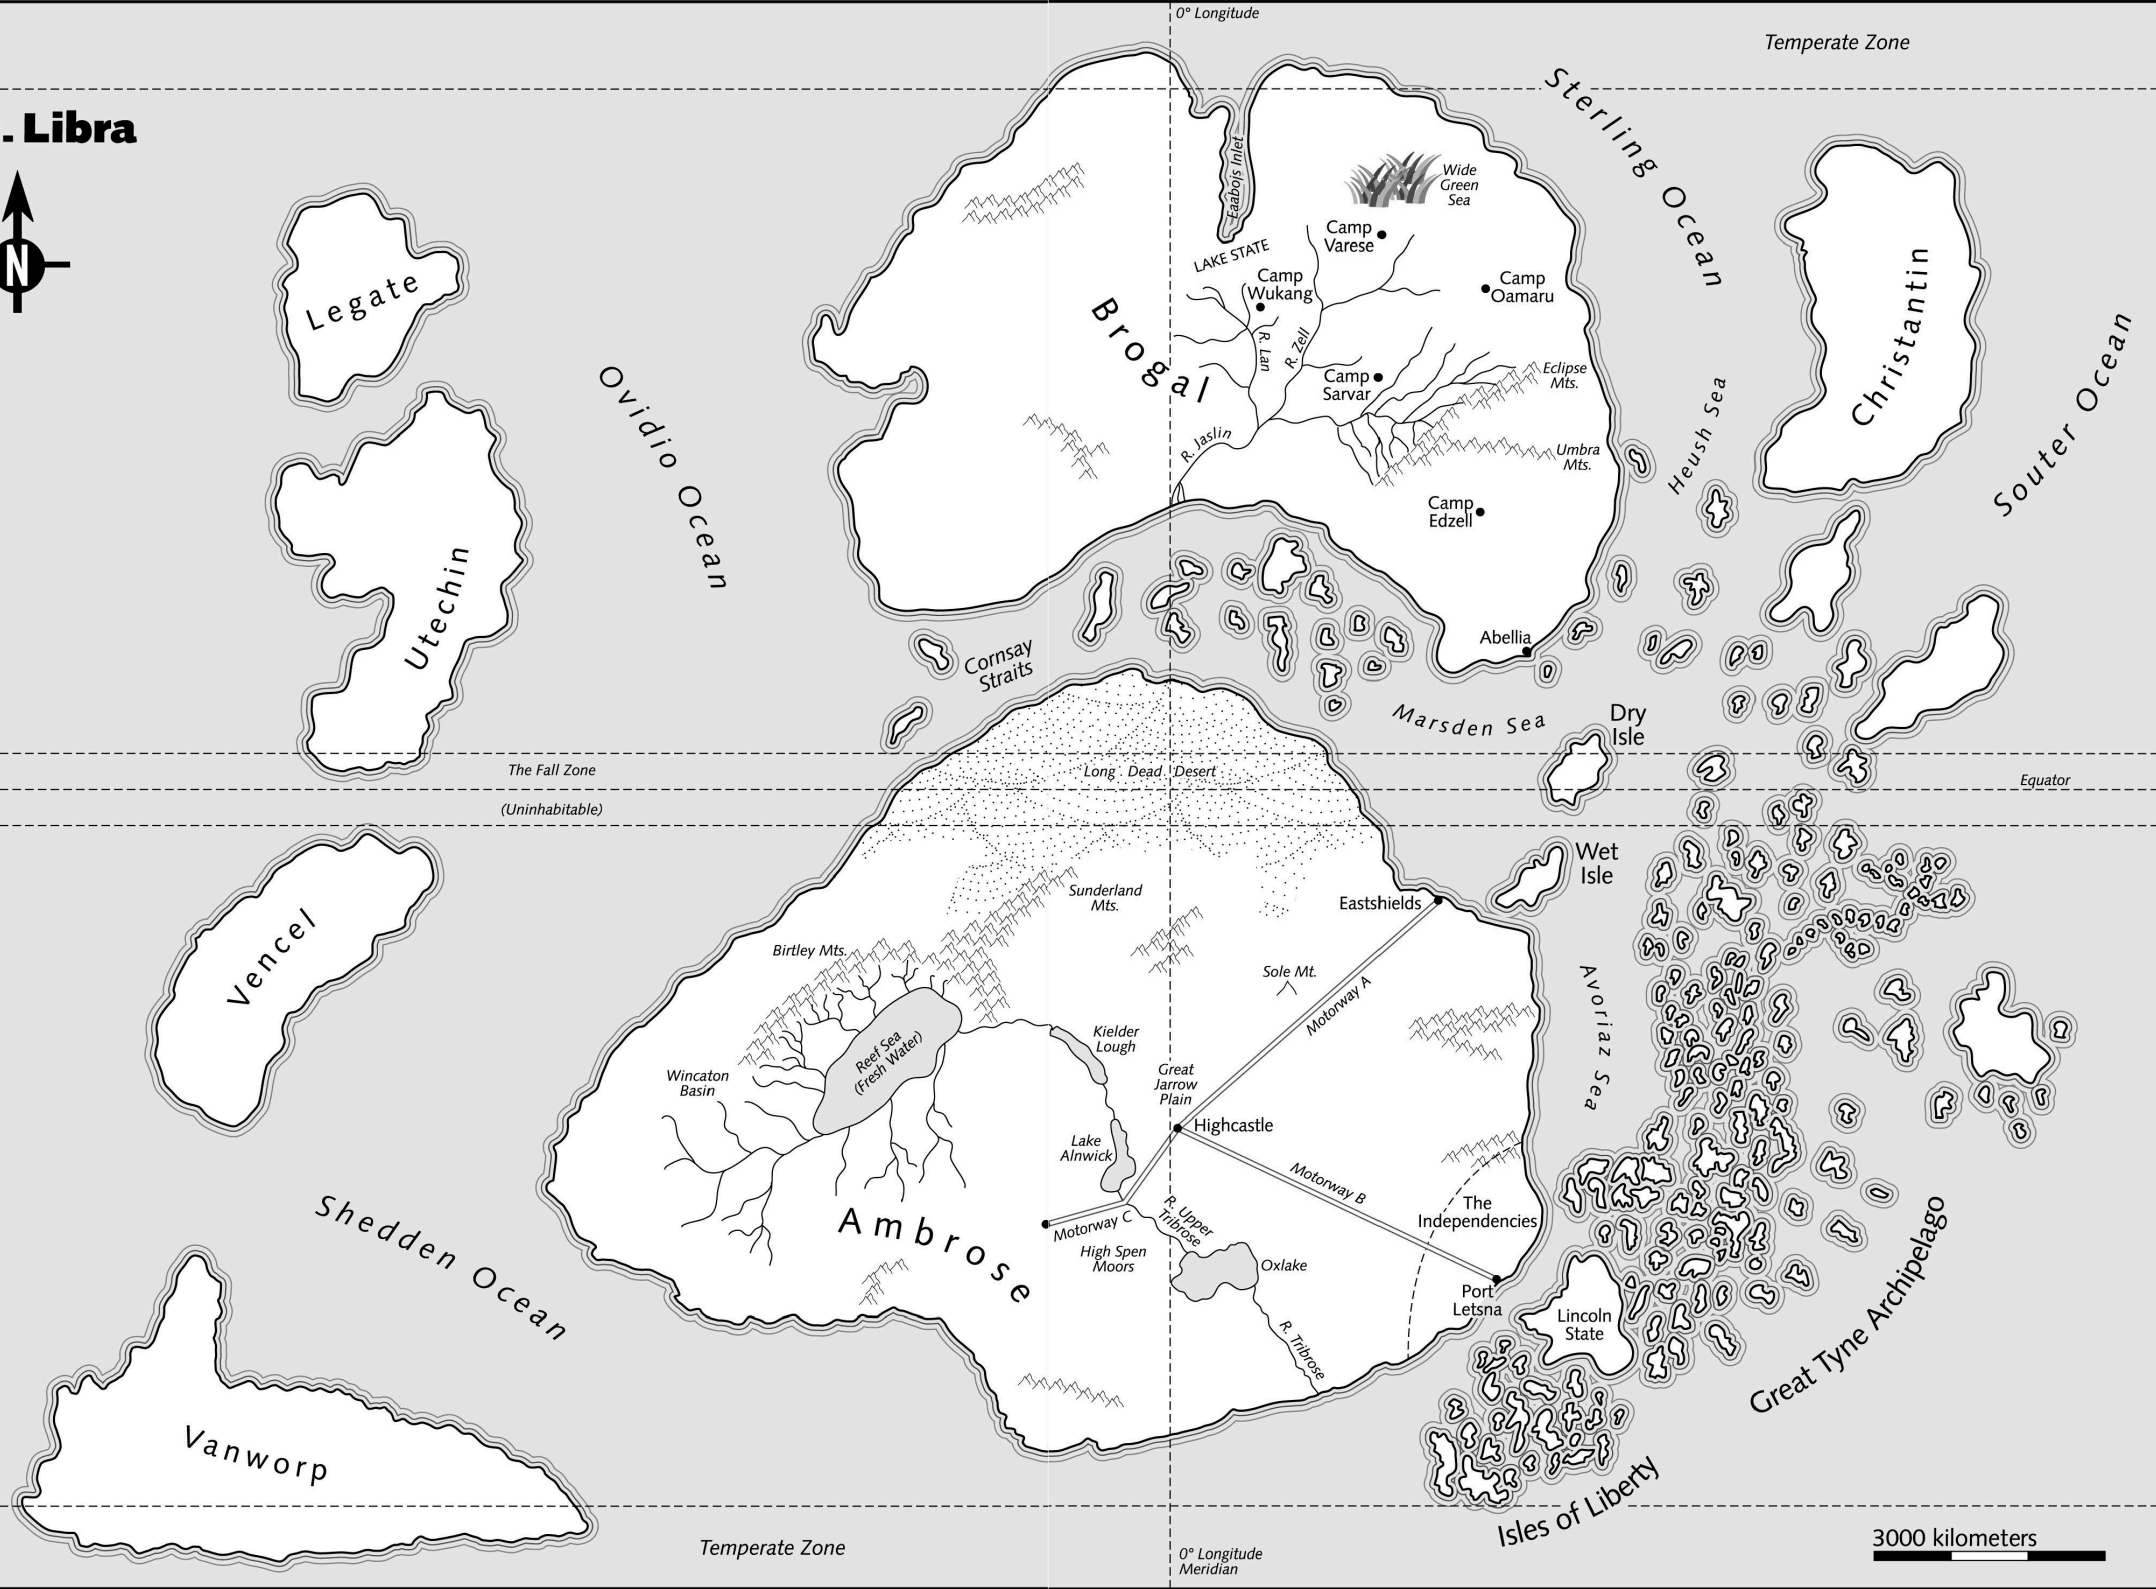 0° Longitude
Temperate Zone
. Libra
N
Sterling Ocean
Eaabojs Inlet
Wide
Green
Sea
Camp
Varese
LAKE STATE
Camp
Wukang
Camp
Oamaru
Legate
Brogal
R. Lan
R. Zell
Christantin
Souter Ocean
Ovidio Ocean
Camp
Sarvar
Eclipse
Mts.
Heush Sea
R. Jaslin
Umbra
Mts.
Camp
Edzell
Utechin
Abellia
Cornsay
Straits
Marsden Sea
Dry
Isle
The Fall Zone
Long Dead Desert
Equator
(Uninhabitable)
Wet
Isle
Sunderland
Mts.
Eastshields
Vencel
Birtley Mts.
Sole Mt.
Motorway A
Avoriaz Sea
Reef Sea
(Fresh Water)
Kielder
Lough
Wincaton
Basin
Great
Jarrow
Plain
Highcastle
Lake
Alnwick
Motorway B
The
Independencies
Shedden Ocean
Ambrose
Motorway C
R. Upper
Tribrose
High Spen
Moors
Oxlake
Port
Letsna
Lincoln
State
R. Tribrose
Great Tyne Archipelago
Vanworp
Isles of Liberty
Temperate Zone
0° Longitude
Meridian
3000 kilometers